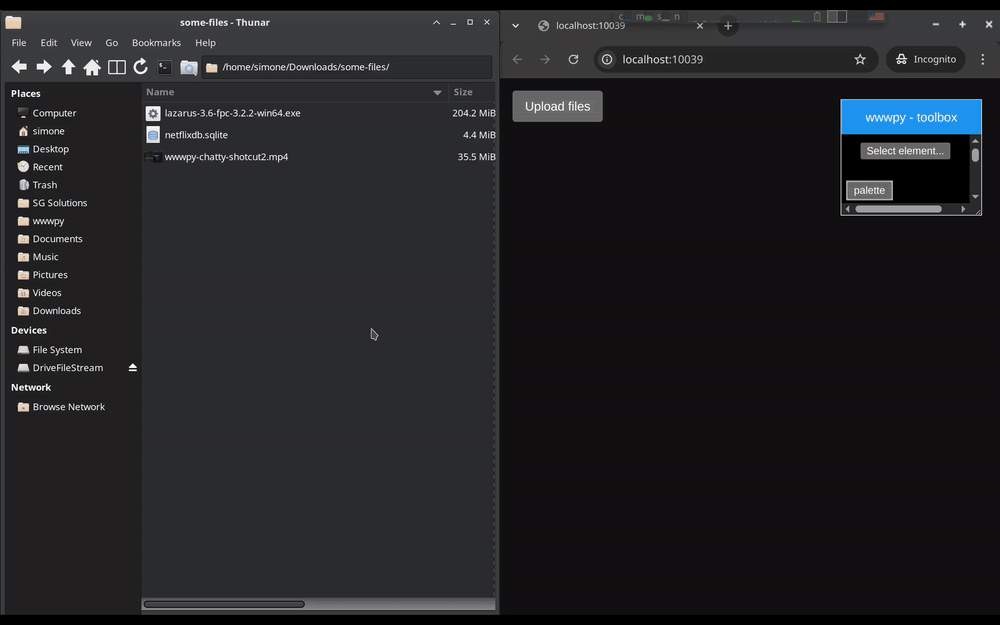 some-files - Thunar
File Edit View Go Bookmarks Help
/home/simone/Downloads/some-files/
Places
Computer
simone
Desktop
Recent
Trash
SG Solutions
wwwpy
Documents
Music
Pictures
Videos
Downloads
Devices
File System
DriveFileStream
Network
Browse Network
Name Size
lazarus-3.6-fpc-3.2.2-win64.exe 204.2 MiB
netflixdb.sqlite 4.4 MiB
wwwpy-chatty-shotcut2.mp4 35.5 MiB
localhost:10039
localhost:10039
Incognito
Upload files
wwwpy - toolbox
Select element...
palette